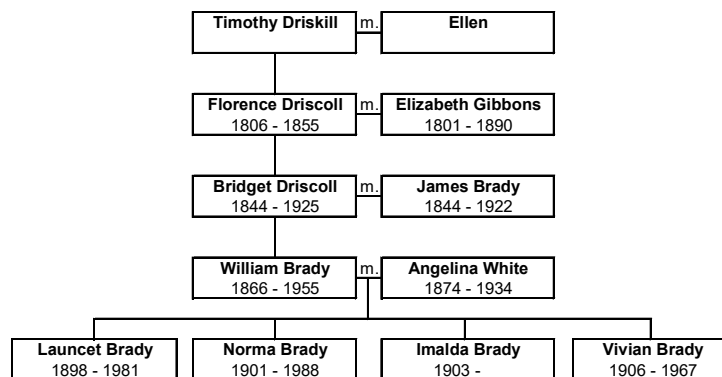 Timothy Driskill m. Ellen
Florence Driscoll m. Elizabeth Gibbons
1806 - 1855 1801 - 1890
Bridget Driscoll m. James Brady
1844 - 1925 1844 - 1922
William Brady m. Angelina White
1866 - 1955 1874 - 1934
Launcet Brady Norma Brady Imalda Brady Vivian Brady
1898 - 1981 1901 - 1988 1903 - 1906 - 1967